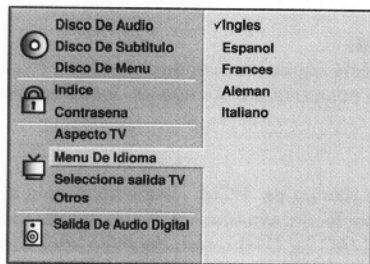 Disco De Audio
Disco De Subtitulo
Disco De Menu
Indice
Contrasena
Aspecto TV
Menu De Idioma
Selecciona salida TV
Otros
Salida De Audio Digital
✓Ingles
Espanol
Frances
Aleman
Italiano